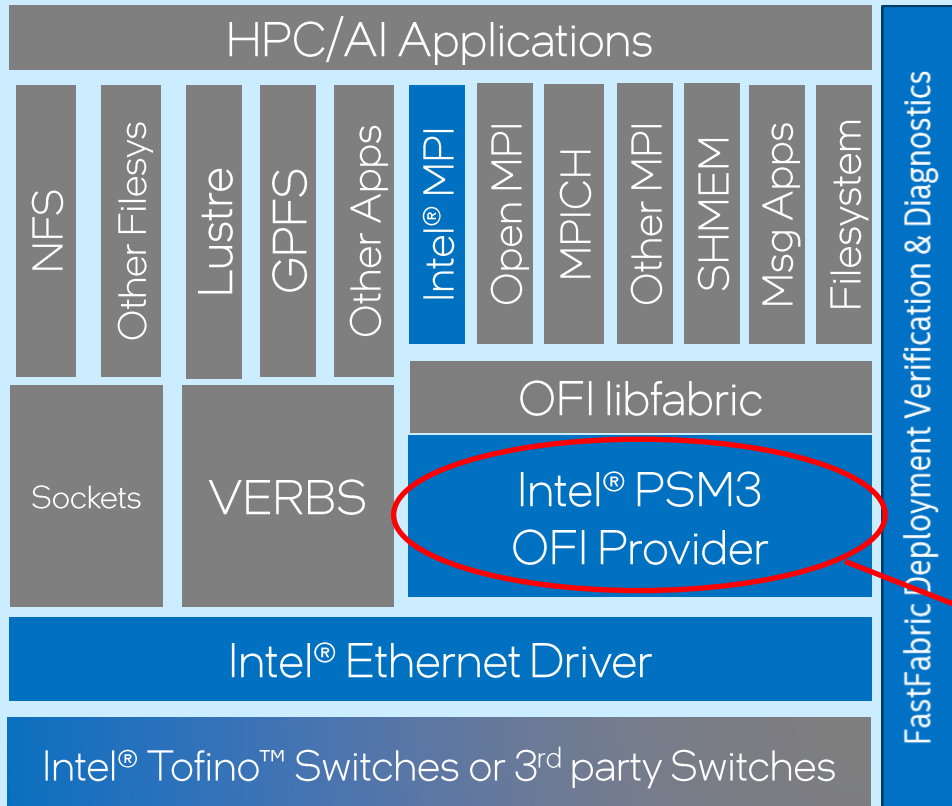 HPC/AI Applications
NFS
Other Filesys
Lustre
GPFS
Other Apps
Intel® MPI
Open MPI
MPICH
Other MPI
SHMEM
Msg Apps
Filesystem
OFI libfabric
Sockets
VERBS
Intel® PSM3
OFI Provider
Intel® Ethernet Driver
Intel® Tofino™ Switches or 3rd party Switches
FastFabric Deployment Verification & Diagnostics